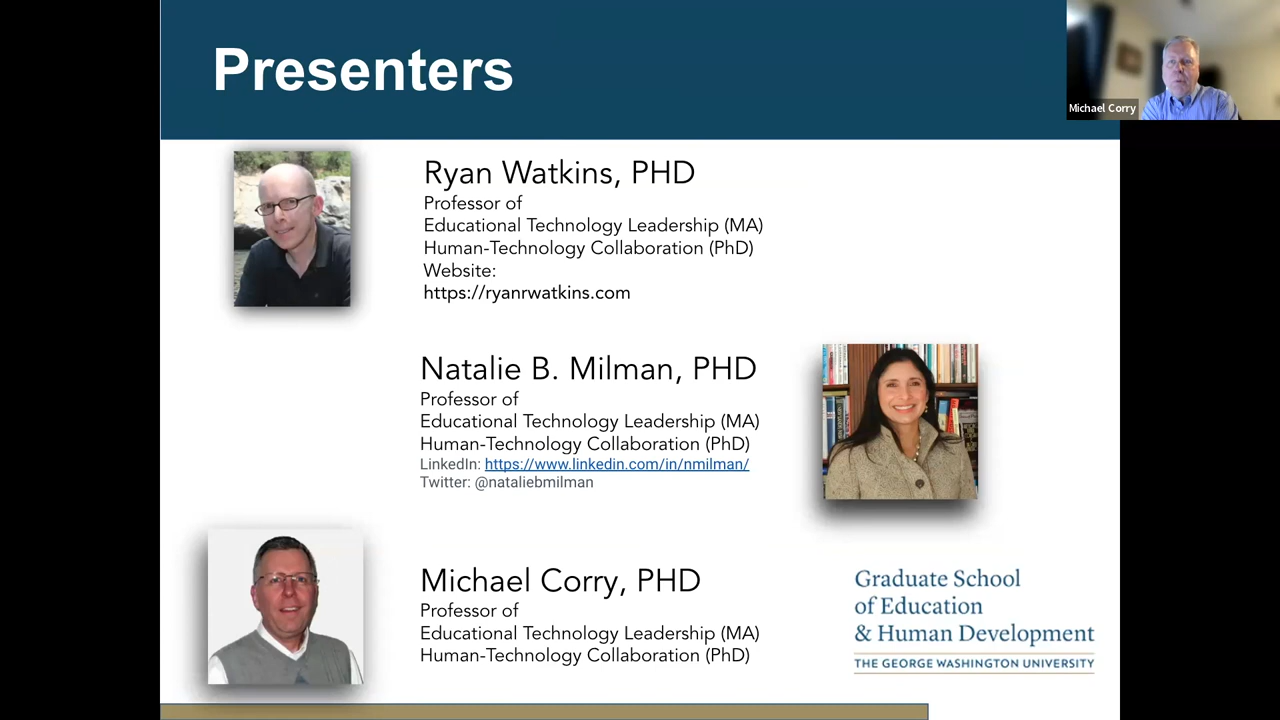 Presenters
Michael Corry
Ryan Watkins, PHD
Professor of
Educational Technology Leadership (MA)
Human-Technology Collaboration (PhD)
Website:
https://ryanrwatkins.com
Natalie B. Milman, PHD
Professor of
Educational Technology Leadership (MA)
Human-Technology Collaboration (PhD)
LinkedIn: https://www.linkedin.com/in/nmilman/
Twitter: @nataliebmilman
Michael Corry, PHD
Professor of
Educational Technology Leadership (MA)
Human-Technology Collaboration (PhD)
Graduate School
of Education
& Human Development
THE GEORGE WASHINGTON UNIVERSITY